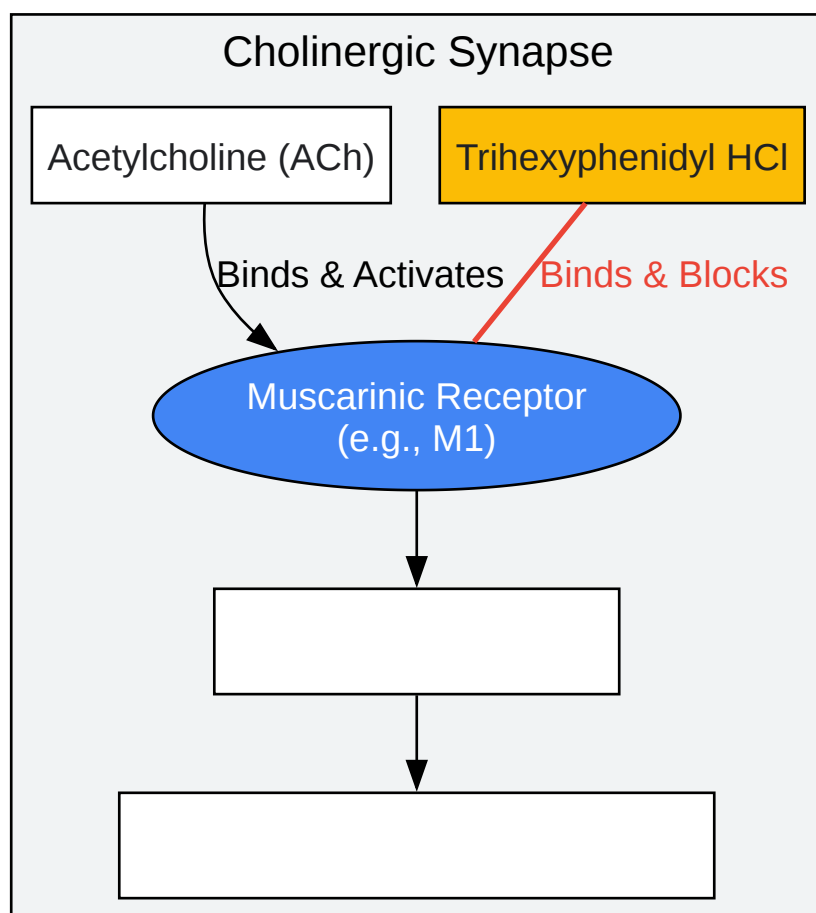 Cholinergic Synapse
Acetylcholine (ACh)
Trihexyphenidyl HCl
Binds & Activates
Binds & Blocks
Muscarinic Receptor
(e.g., M1)